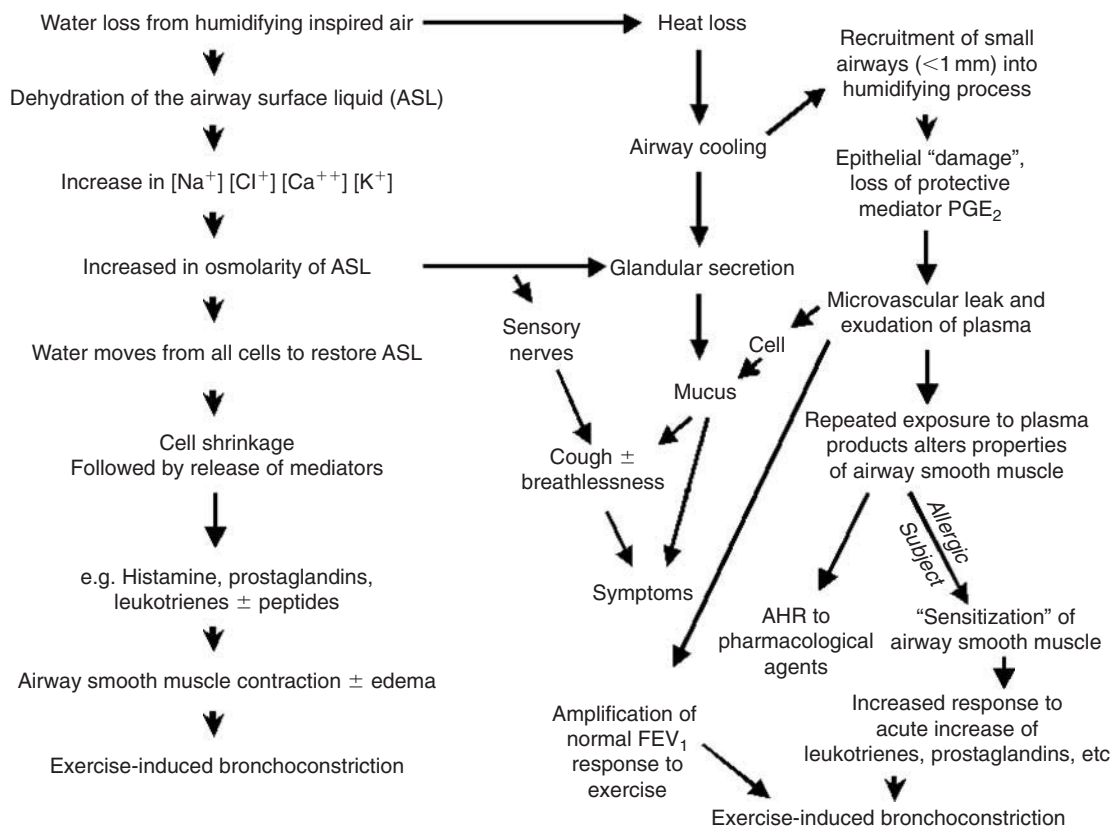 Water loss from humidifying inspired air
Dehydration of the airway surface liquid (ASL)
Increase in [Na⁺] [Cl⁺] [Ca⁺⁺] [K⁺]
Increased in osmolarity of ASL
Water moves from all cells to restore ASL
Cell shrinkage
Followed by release of mediators
e.g. Histamine, prostaglandins,
leukotrienes ± peptides
Airway smooth muscle contraction ± edema
Exercise-induced bronchoconstriction
Heat loss
Airway cooling
Glandular secretion
Sensory
nerves
Cell
Mucus
Cough ±
breathlessness
Symptoms
Recruitment of small
airways (<1 mm) into
humidifying process
Epithelial “damage”,
loss of protective
mediator PGE₂
Microvascular leak and
exudation of plasma
Repeated exposure to plasma
products alters properties
of airway smooth muscle
Allergic
Subject
AHR to
pharmacological
agents
“Sensitization” of
airway smooth muscle
Amplification of
normal FEV₁
response to
exercise
Increased response to
acute increase of
leukotrienes, prostaglandins, etc
Exercise-induced bronchoconstriction